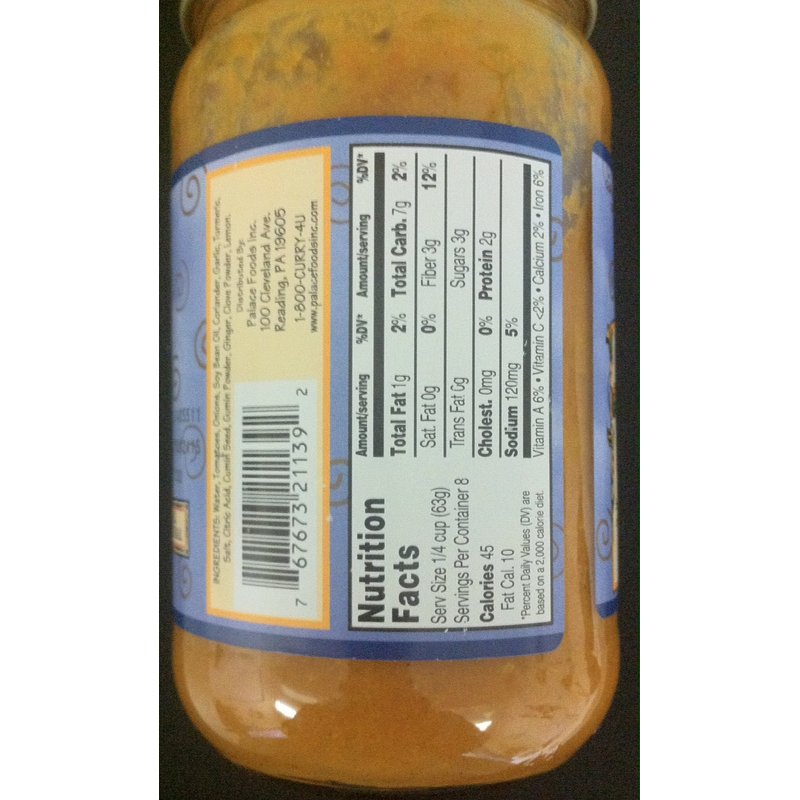 INGREDIENTS: Water, Tomatoes, Onions, Soy Bean Oil, Coriander, Garlic, Turmeric,
Salt, Citric Acid, Cumin Seed, Cumin Powder, Ginger, Clove Powder, Lemon.
Distributed By:
Palace Foods Inc.
100 Cleveland Ave.
Reading, PA 19605
1-800-CURRY-4U
www.palacefoodsinc.com
7 67673 21139 2
Nutrition
Facts
Serv Size 1/4 cup (63g)
Servings Per Container 8
Calories 45
Fat Cal. 10
*Percent Daily Values (DV) are
based on a 2,000 calorie diet.
Amount/serving %DV* Amount/serving %DV*
Total Fat 1g 2% Total Carb. 7g 2%
Sat. Fat 0g 0% Fiber 3g 12%
Trans Fat 0g Sugars 3g
Cholest. 0mg 0% Protein 2g
Sodium 120mg 5%
Vitamin A 6% • Vitamin C <2% • Calcium 2% • Iron 6%